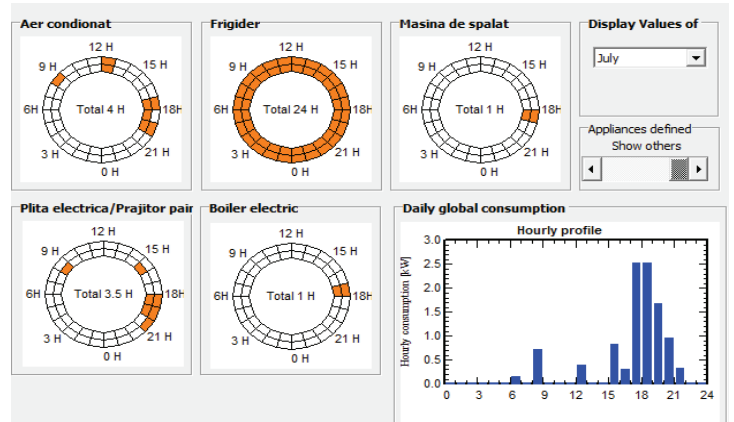 Aer condionat
12 H
9 H
15 H
6H
Total 4 H
18H
3 H
21 H
0 H
Frigider
12 H
9 H
15 H
6H
Total 24 H
18H
3 H
21 H
0 H
Masina de spalat
12 H
9 H
15 H
6H
Total 1 H
18H
3 H
21 H
0 H
Display Values of
July
Appliances defined
Show others
Plita electrica/Prajitor pain
12 H
9 H
15 H
6H
Total 3.5 H
18H
3 H
21 H
0 H
Boiler electric
12 H
9 H
15 H
6H
Total 1 H
18H
3 H
21 H
0 H
Daily global consumption
Hourly profile
Hourly consumption [kW]
3.0
2.5
2.0
1.5
1.0
0.5
0.0
0 3 6 9 12 15 18 21 24